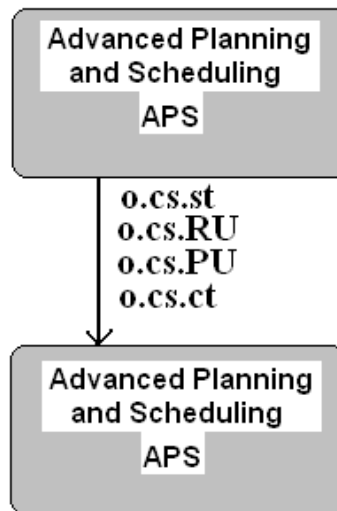 Advanced Planning
and Scheduling
APS
o.cs.st
o.cs.RU
o.cs.PU
o.cs.ct
Advanced Planning
and Scheduling
APS